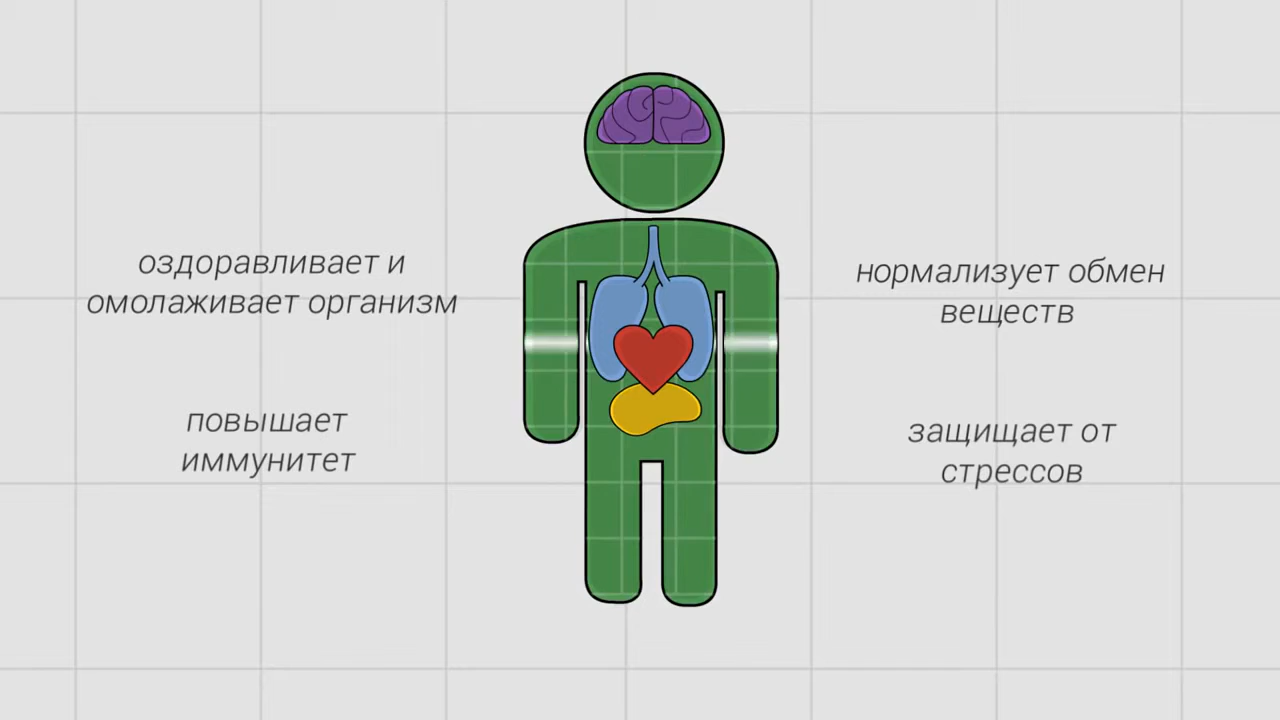 оздоравливает и
омолаживает организм
повышает
иммунитет
нормализует обмен
веществ
защищает от
стрессов